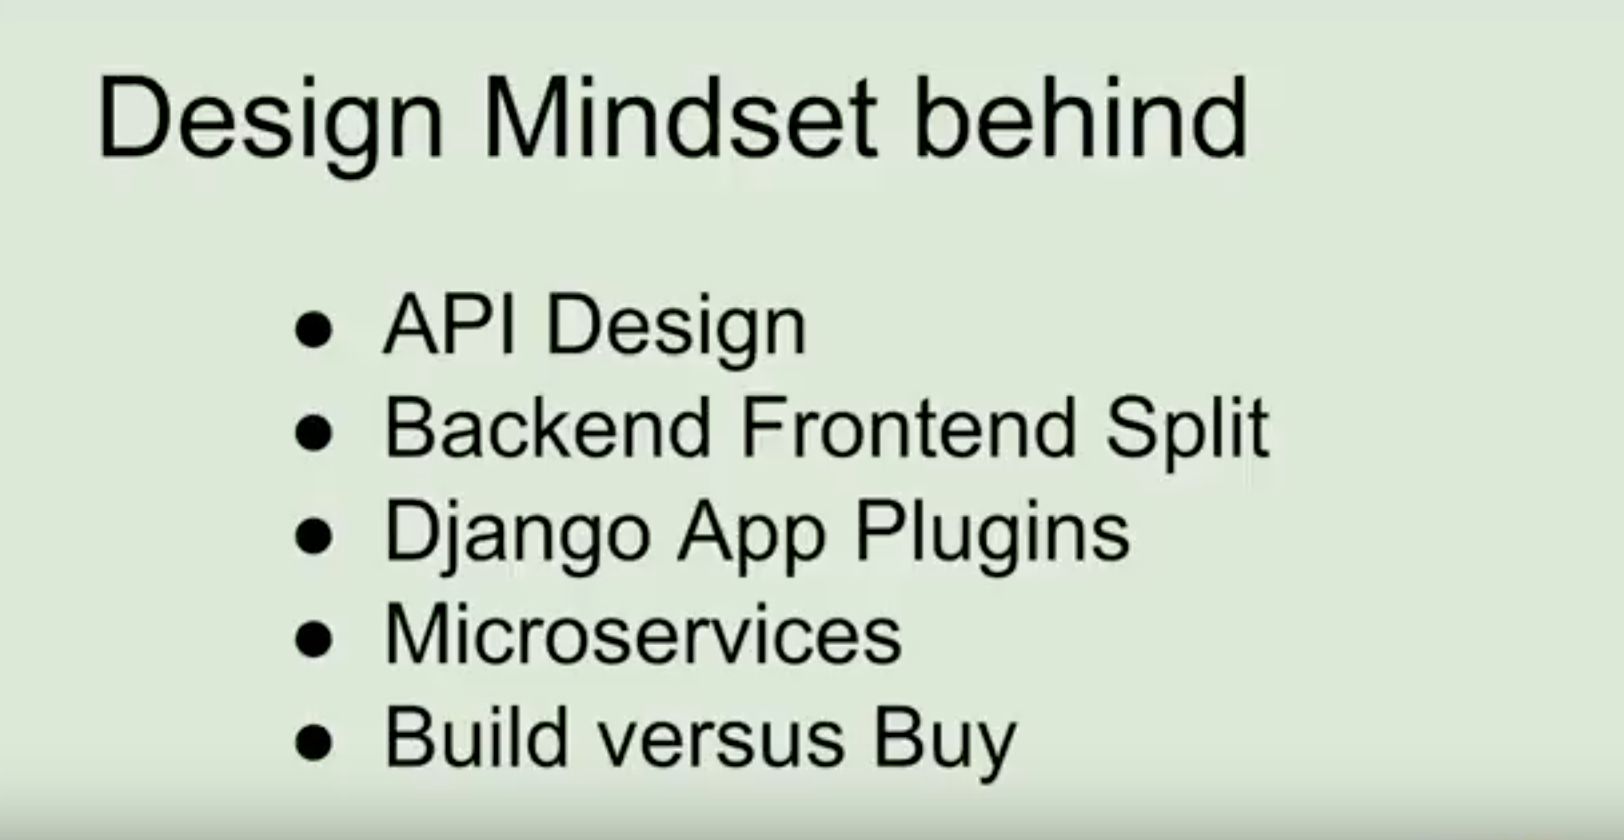 Design Mindset behind
● API Design
● Backend Frontend Split
● Django App Plugins
● Microservices
● Build versus Buy